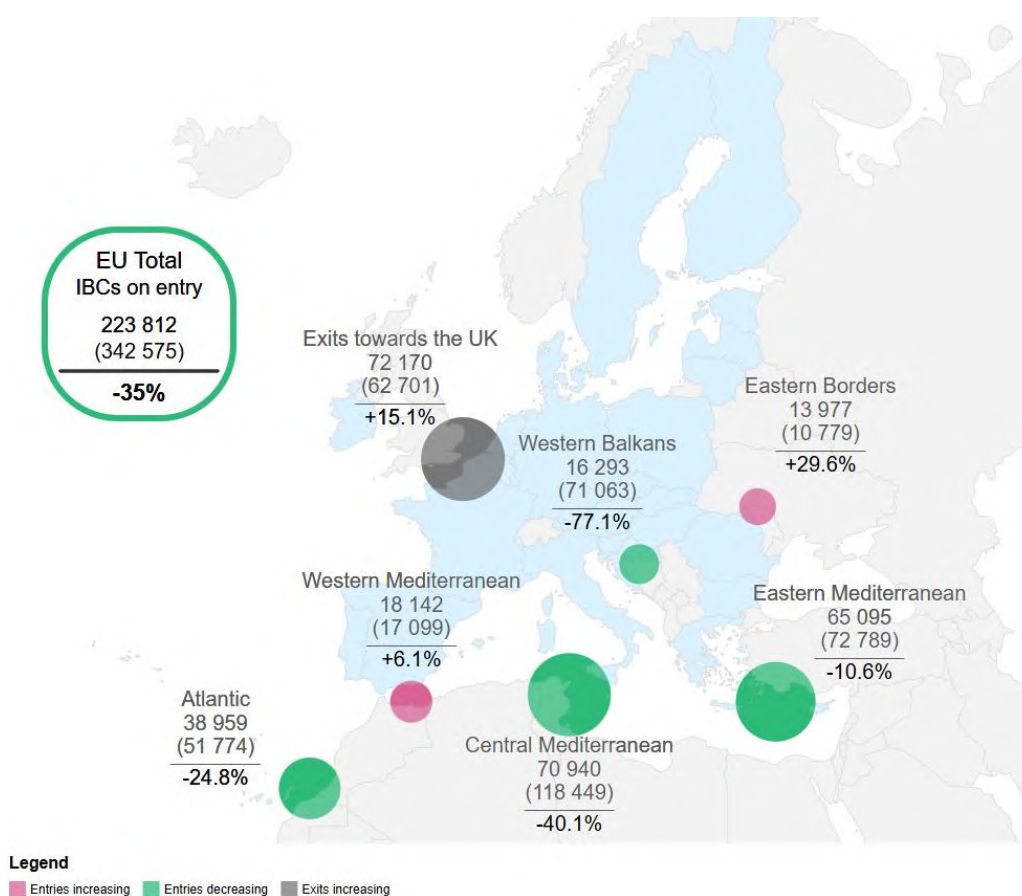 EU Total
IBCs on entry
223 812
(342 575)
-35%
Exits towards the UK
72 170
(62 701)
+15.1%
Eastern Borders
13 977
(10 779)
+29.6%
Western Balkans
16 293
(71 063)
-77.1%
Western Mediterranean
18 142
(17 099)
+6.1%
Eastern Mediterranean
65 095
(72 789)
-10.6%
Atlantic
38 959
(51 774)
-24.8%
Central Mediterranean
70 940
(118 449)
-40.1%
Legend
Entries increasing Entries decreasing Exits increasing